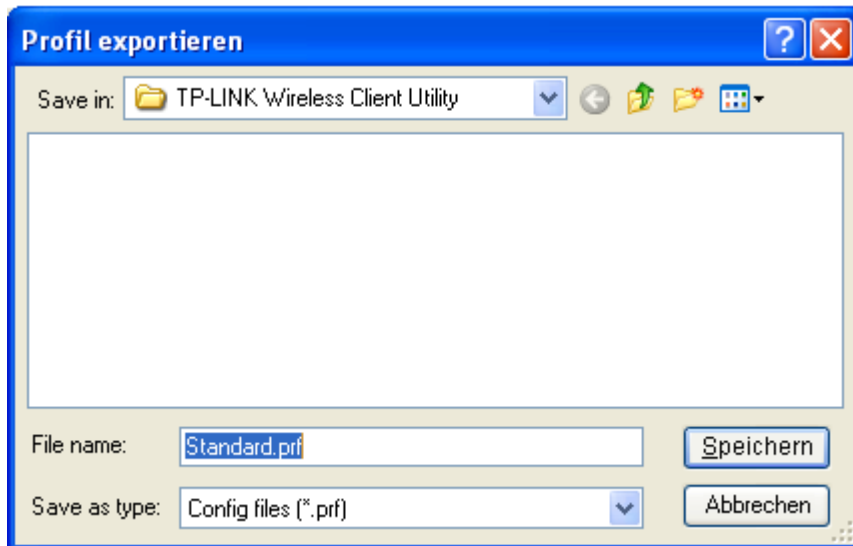 Profil exportieren
Save in: TP-LINK Wireless Client Utility
File name: Standard.prf Speichern
Save as type: Config files (*.prf) Abbrechen